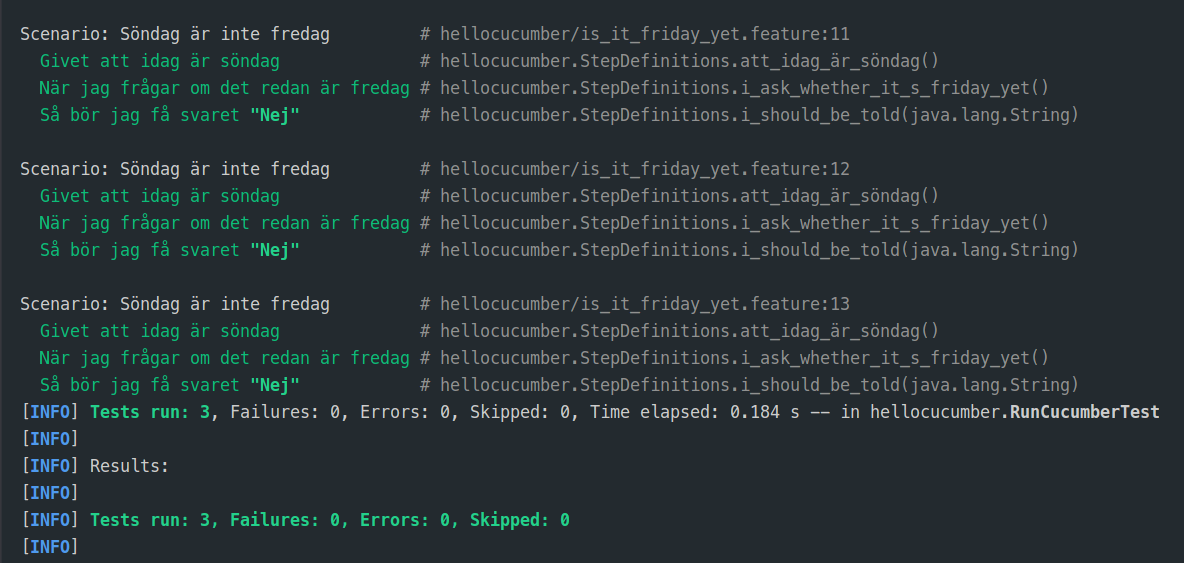 Scenario: Söndag är inte fredag # hellocucumber/is_it_friday_yet.feature:11
Givet att idag är söndag # hellocucumber.StepDefinitions.att_idag_är_söndag()
När jag frågar om det redan är fredag # hellocucumber.StepDefinitions.i_ask_whether_it_s_friday_yet()
Så bör jag få svaret "Nej" # hellocucumber.StepDefinitions.i_should_be_told(java.lang.String)
Scenario: Söndag är inte fredag # hellocucumber/is_it_friday_yet.feature:12
Givet att idag är söndag # hellocucumber.StepDefinitions.att_idag_är_söndag()
När jag frågar om det redan är fredag # hellocucumber.StepDefinitions.i_ask_whether_it_s_friday_yet()
Så bör jag få svaret "Nej" # hellocucumber.StepDefinitions.i_should_be_told(java.lang.String)
Scenario: Söndag är inte fredag # hellocucumber/is_it_friday_yet.feature:13
Givet att idag är söndag # hellocucumber.StepDefinitions.att_idag_är_söndag()
När jag frågar om det redan är fredag # hellocucumber.StepDefinitions.i_ask_whether_it_s_friday_yet()
Så bör jag få svaret "Nej" # hellocucumber.StepDefinitions.i_should_be_told(java.lang.String)
[INFO] Tests run: 3, Failures: 0, Errors: 0, Skipped: 0, Time elapsed: 0.184 s -- in hellocucumber.RunCucumberTest
[INFO]
[INFO] Results:
[INFO]
[INFO] Tests run: 3, Failures: 0, Errors: 0, Skipped: 0
[INFO]